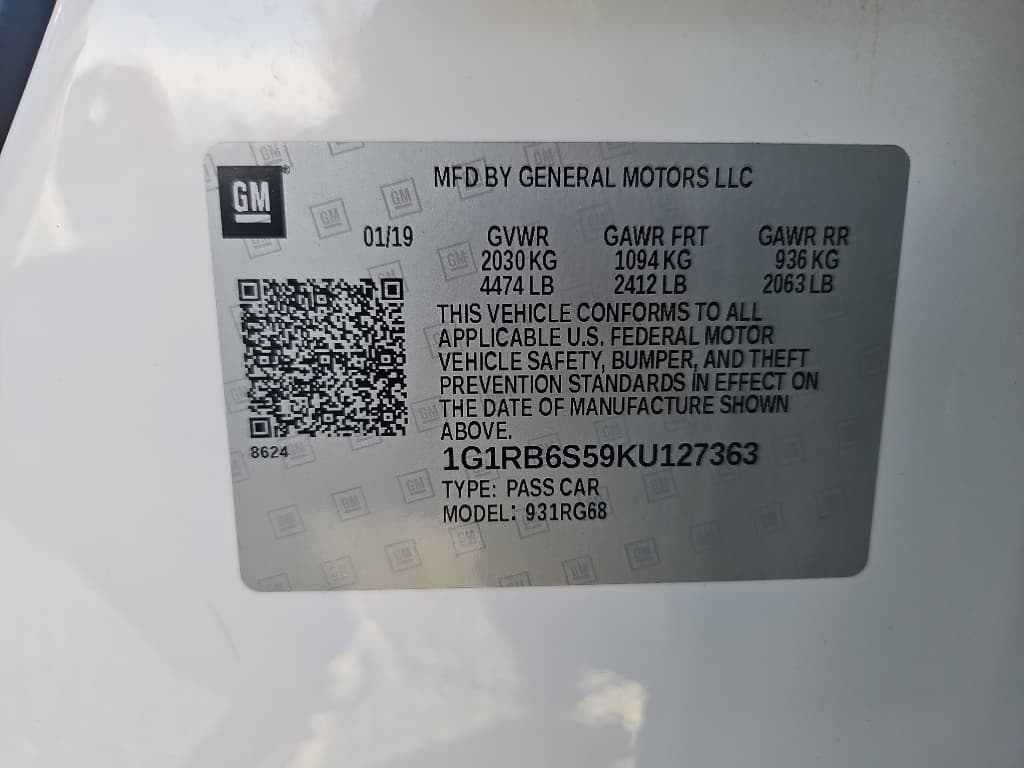 GM
MFD BY GENERAL MOTORS LLC
01/19 GVWR GAWR FRT GAWR RR
2030 KG 1094 KG 936 KG
4474 LB 2412 LB 2063 LB
THIS VEHICLE CONFORMS TO ALL
APPLICABLE U.S. FEDERAL MOTOR
VEHICLE SAFETY, BUMPER, AND THEFT
PREVENTION STANDARDS IN EFFECT ON
THE DATE OF MANUFACTURE SHOWN
ABOVE.
8624
1G1RB6S59KU127363
TYPE: PASS CAR
MODEL: 931RG68